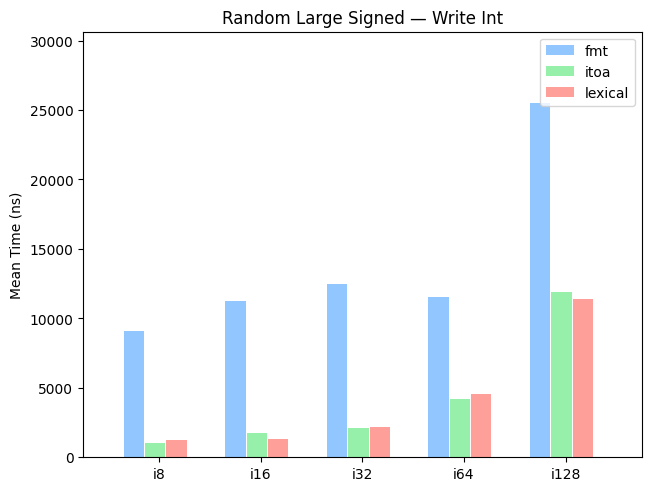 Random Large Signed — Write Int
30000
25000
20000
15000
10000
5000
0
Mean Time (ns)
fmt
itoa
lexical
i8 i16 i32 i64 i128